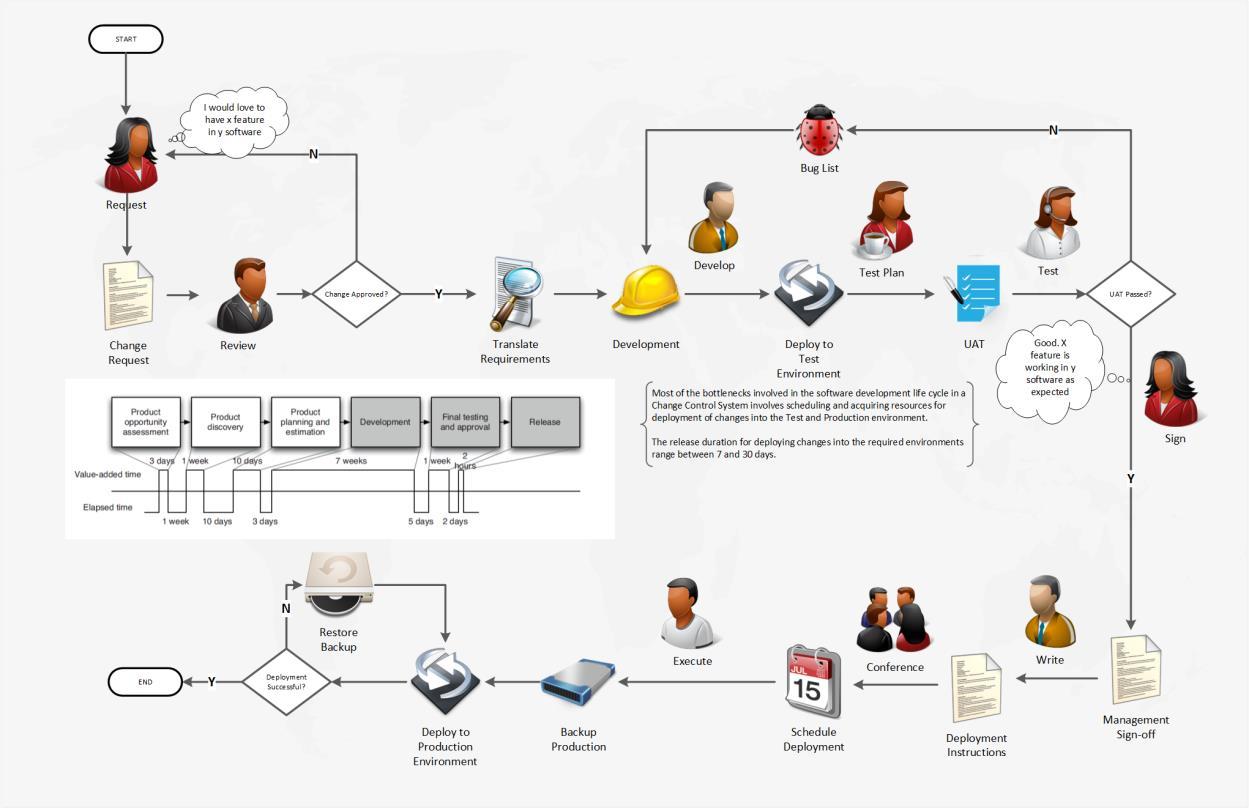 START
I would love to
have x feature
in y software
N
Request
Change
Request
Review
Change Approved?
Y
Translate
Requirements
N
Bug List
Develop
Test Plan
Test
Development
Deploy to
Test
Environment
UAT
UAT Passed?
Good. X
feature is
working in y
software as
expected
Sign
Y
Most of the bottlenecks involved in the software development life cycle in a
Change Control System involves scheduling and acquiring resources for
deployment of changes into the Test and Production environment.
The release duration for deploying changes into the required environments
range between 7 and 30 days.
Product
opportunity
assessment
Product
discovery
Product
planning and
estimation
Development
Final testing
and approval
Release
3 days
1 week
10 days
7 weeks
1 week
2
hours
Value-added time
Elapsed time
1 week
10 days
3 days
5 days
2 days
Restore
Backup
N
END
Y
Deployment
Successful?
Deploy to
Production
Environment
Backup
Production
Execute
JUL
15
Schedule
Deployment
Conference
Deployment
Instructions
Write
Management
Sign-off